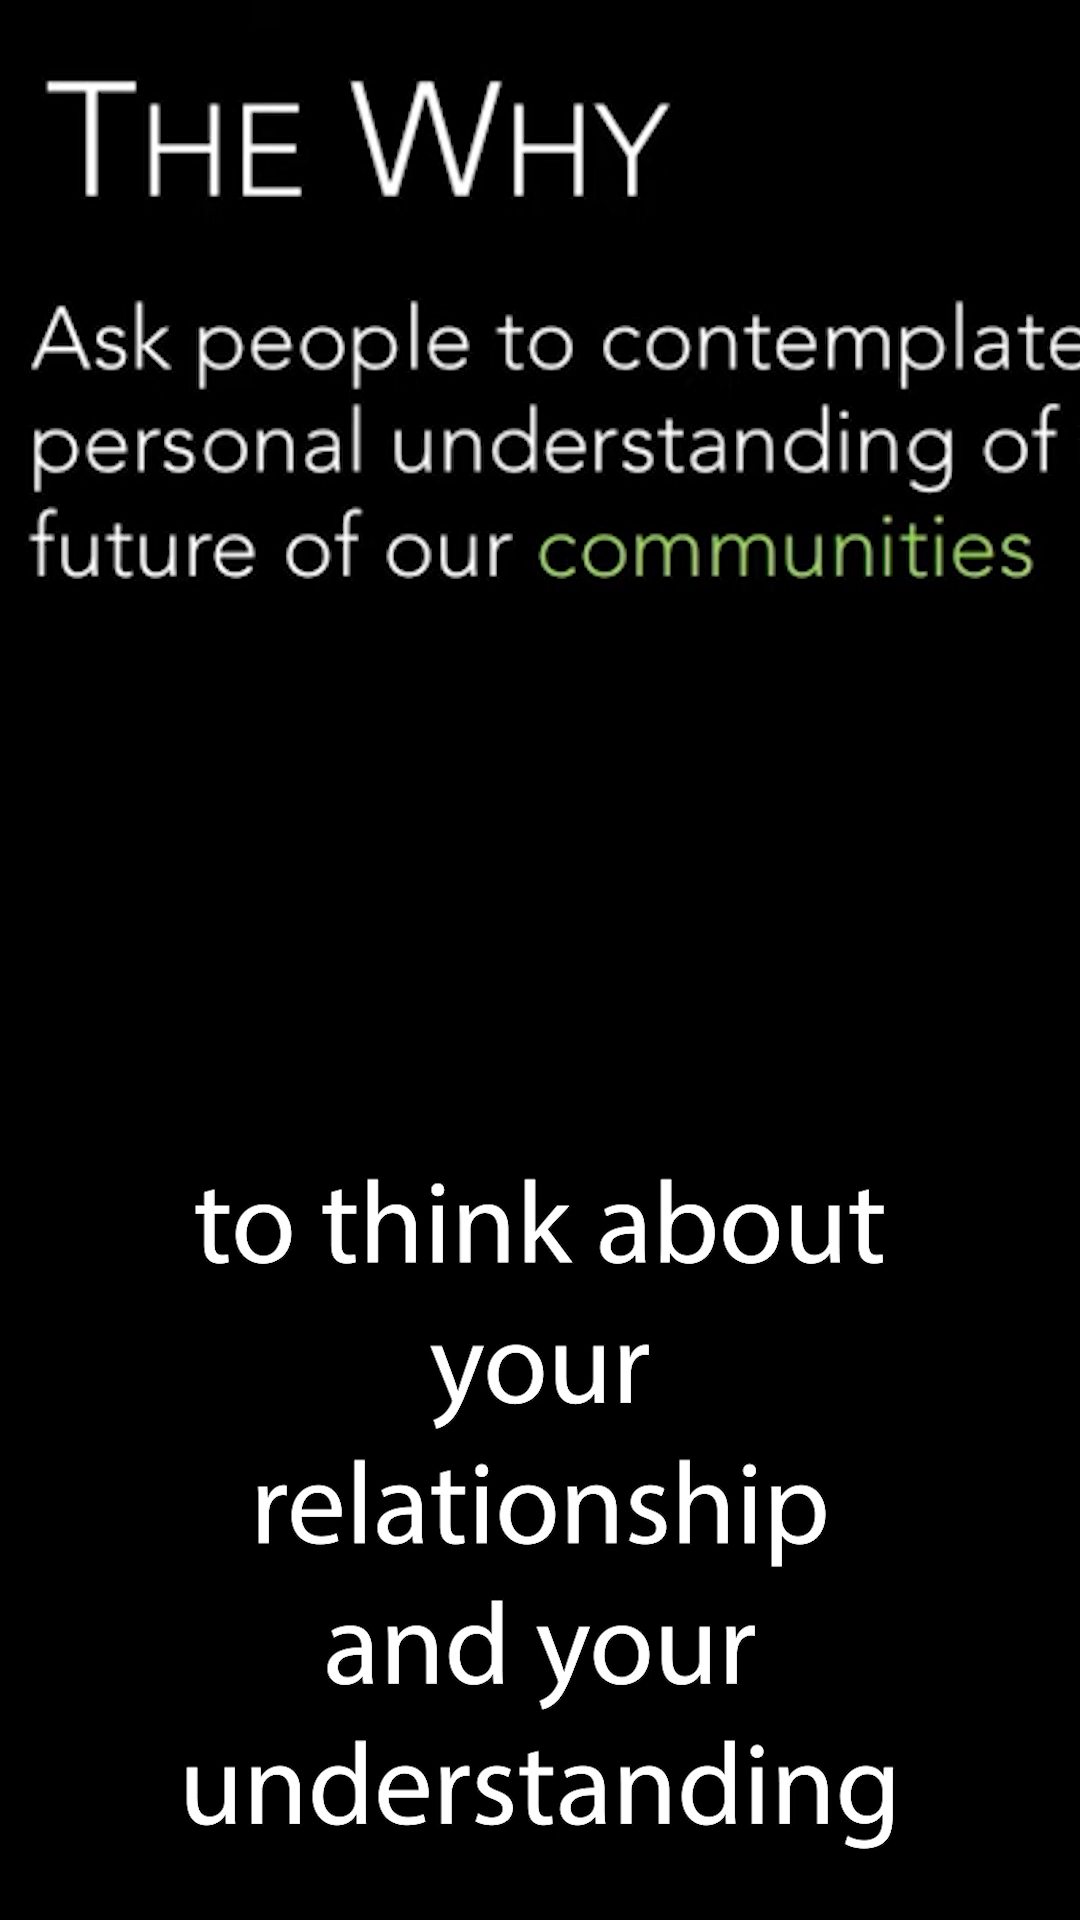 The Why
Ask people to contemplate
personal understanding of
future of our communities
to think about
your
relationship
and your
understanding